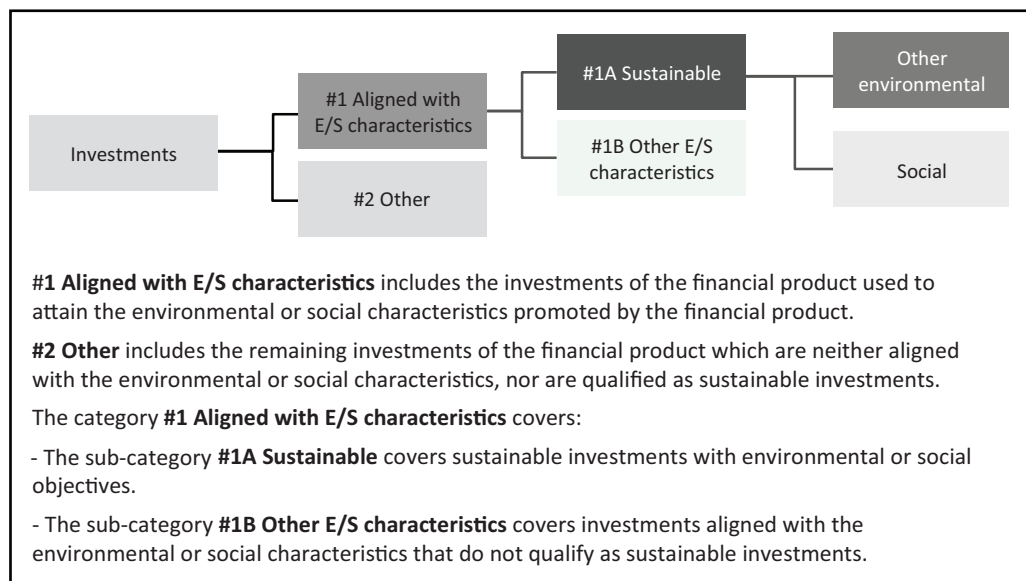 Investments
#1 Aligned with
E/S characteristics
#2 Other
#1A Sustainable
#1B Other E/S
characteristics
Other
environmental
Social
#1 Aligned with E/S characteristics includes the investments of the financial product used to
attain the environmental or social characteristics promoted by the financial product.
#2 Other includes the remaining investments of the financial product which are neither aligned
with the environmental or social characteristics, nor are qualified as sustainable investments.
The category #1 Aligned with E/S characteristics covers:
- The sub-category #1A Sustainable covers sustainable investments with environmental or social
objectives.
- The sub-category #1B Other E/S characteristics covers investments aligned with the
environmental or social characteristics that do not qualify as sustainable investments.